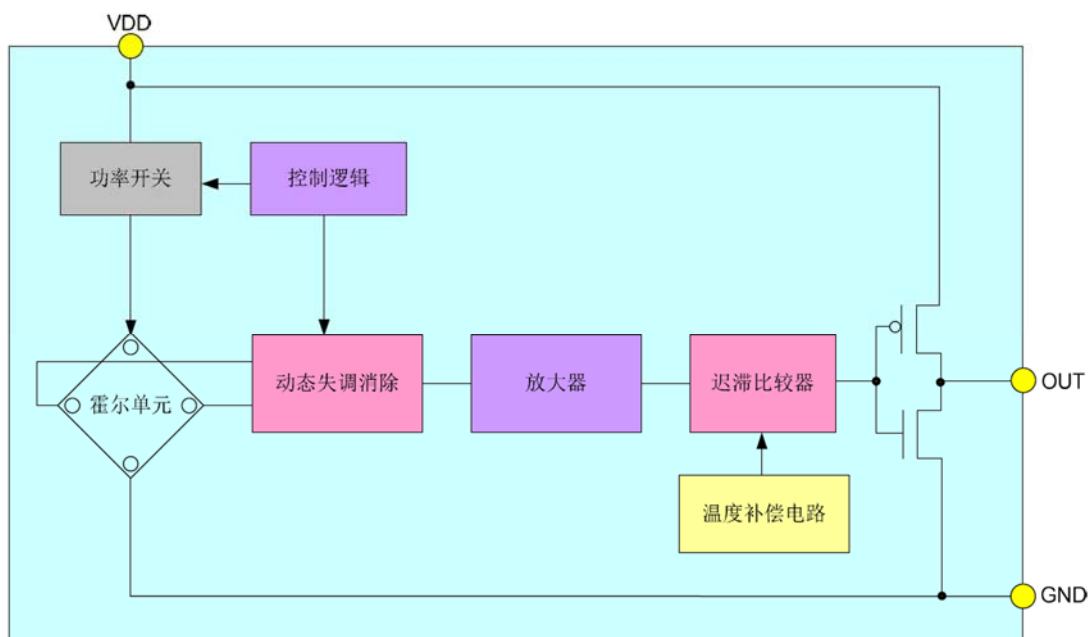 VDD
功率开关
控制逻辑
霍尔单元
动态失调消除
放大器
迟滞比较器
OUT
温度补偿电路
GND